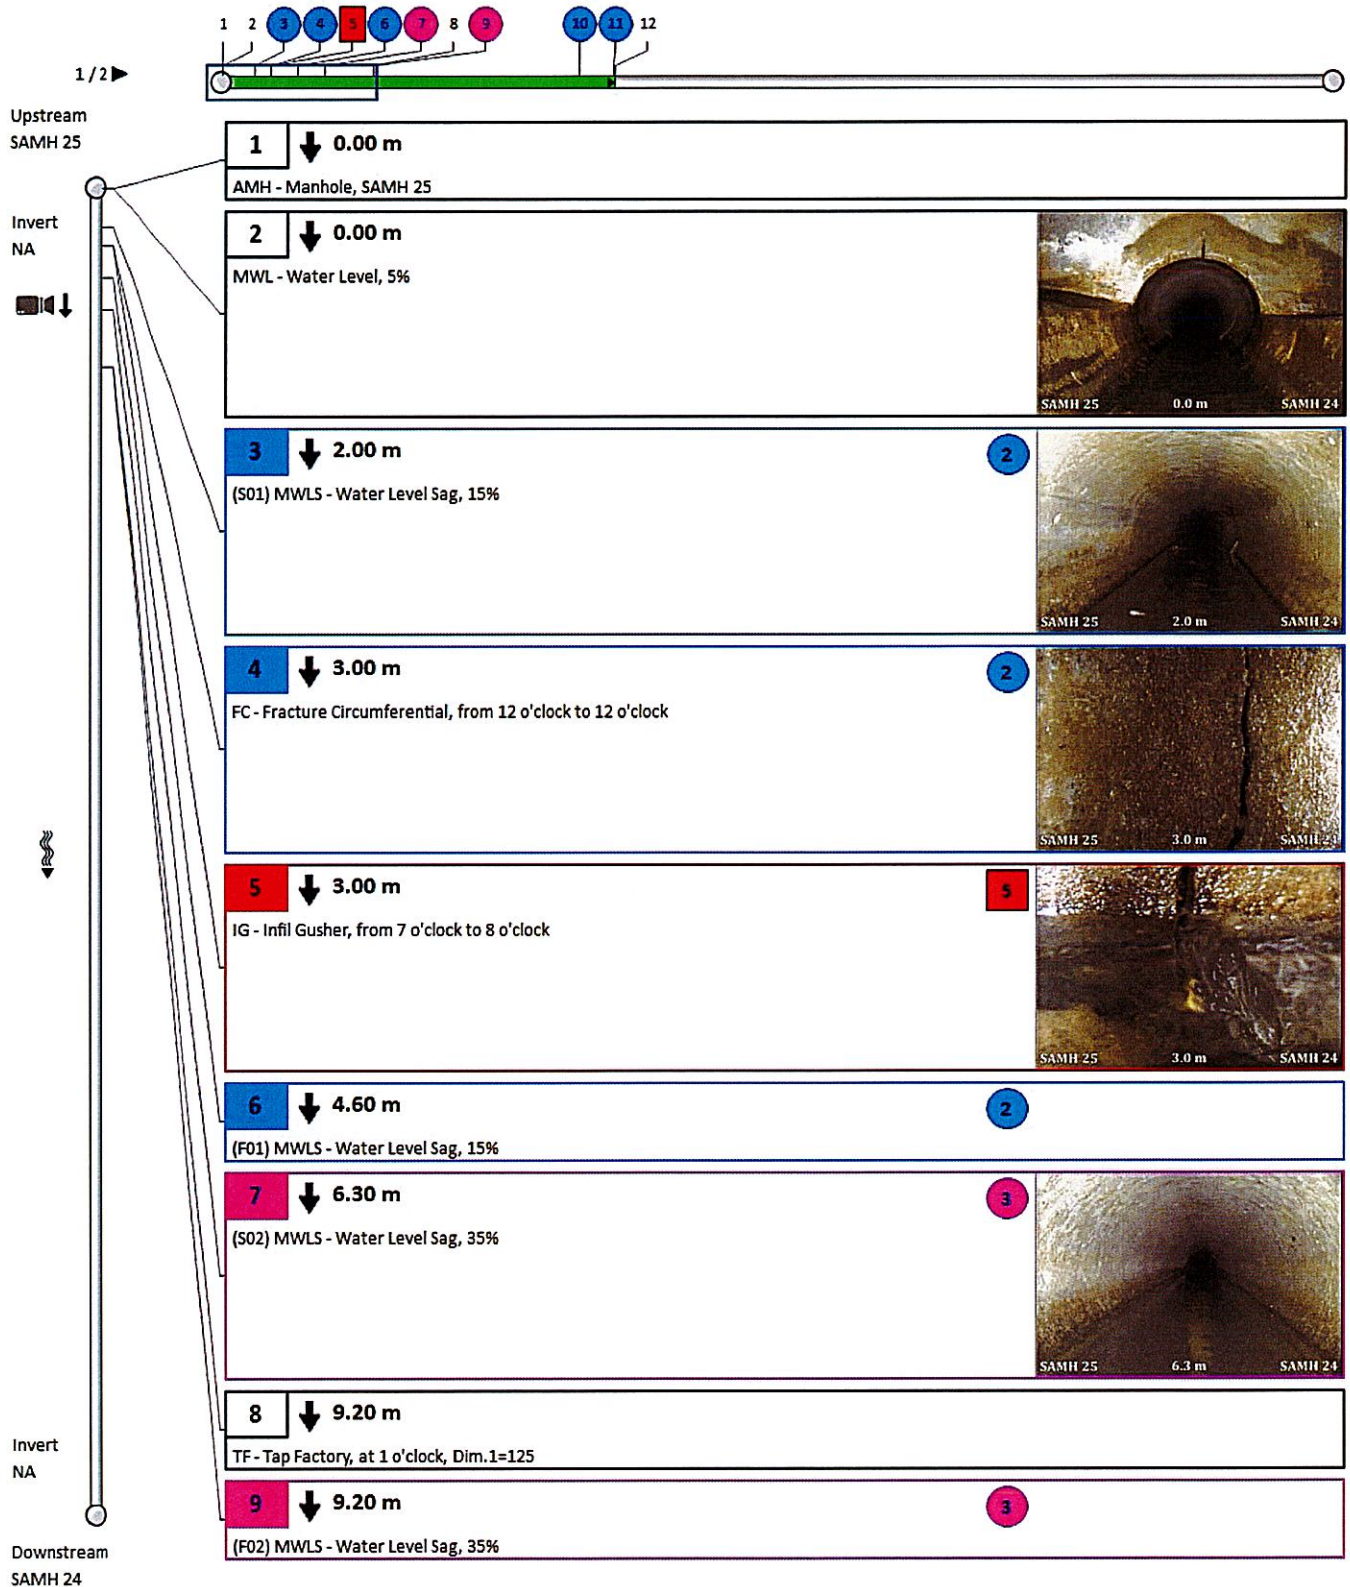 1 2 3 4 5 6 7 8 9 10 11 12
1 / 2
Upstream
SAMH 25
1 0.00 m
AMH - Manhole, SAMH 25
Invert
NA
2 0.00 m
MWL - Water Level, 5%
SAMH 25 0.0 m SAMH 24
3 2.00 m 2
(S01) MWLS - Water Level Sag, 15%
SAMH 25 2.0 m SAMH 24
4 3.00 m 2
FC - Fracture Circumferential, from 12 o'clock to 12 o'clock
SAMH 25 3.0 m SAMH 24
5 3.00 m 5
IG - Infil Gusher, from 7 o'clock to 8 o'clock
SAMH 25 3.0 m SAMH 24
6 4.60 m 2
(F01) MWLS - Water Level Sag, 15%
7 6.30 m 3
(S02) MWLS - Water Level Sag, 35%
SAMH 25 6.3 m SAMH 24
8 9.20 m
TF - Tap Factory, at 1 o'clock, Dim.1=125
Invert
NA
9 9.20 m 3
(F02) MWLS - Water Level Sag, 35%
Downstream
SAMH 24